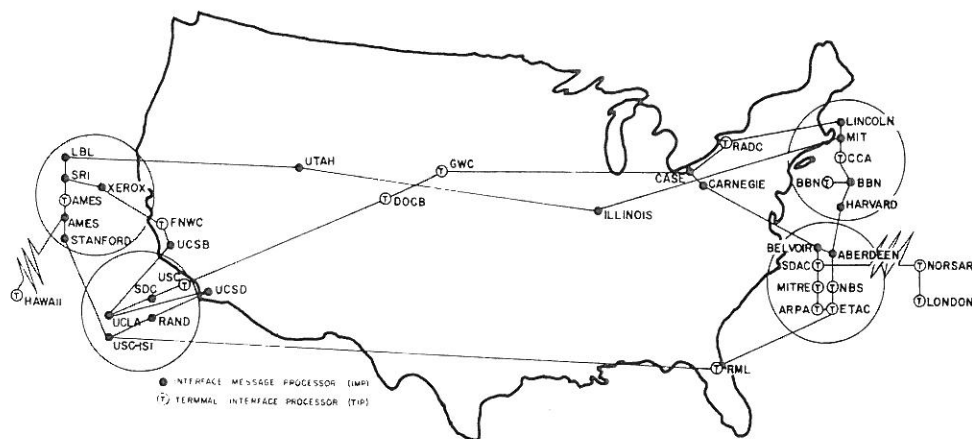 LBL
SRI
XEROX
AMES
AMES
STANFORD
HAWAII
FNWC
UCSB
USC
SDC
UCSD
UCLA
RAND
USC-ISI
UTAH
GWC
DOCB
ILLINOIS
CASE
CARNEGIE
RADC
LINCOLN
MIT
CCA
BBN
BBN
HARVARD
BELVOIR
ABERDEEN
SDAC
NORSAR
MITRE
NBS
LONDON
ARPA
ETAC
RML
INTERFACE MESSAGE PROCESSOR (IMP)
T TERMINAL INTERFACE PROCESSOR (TIP)